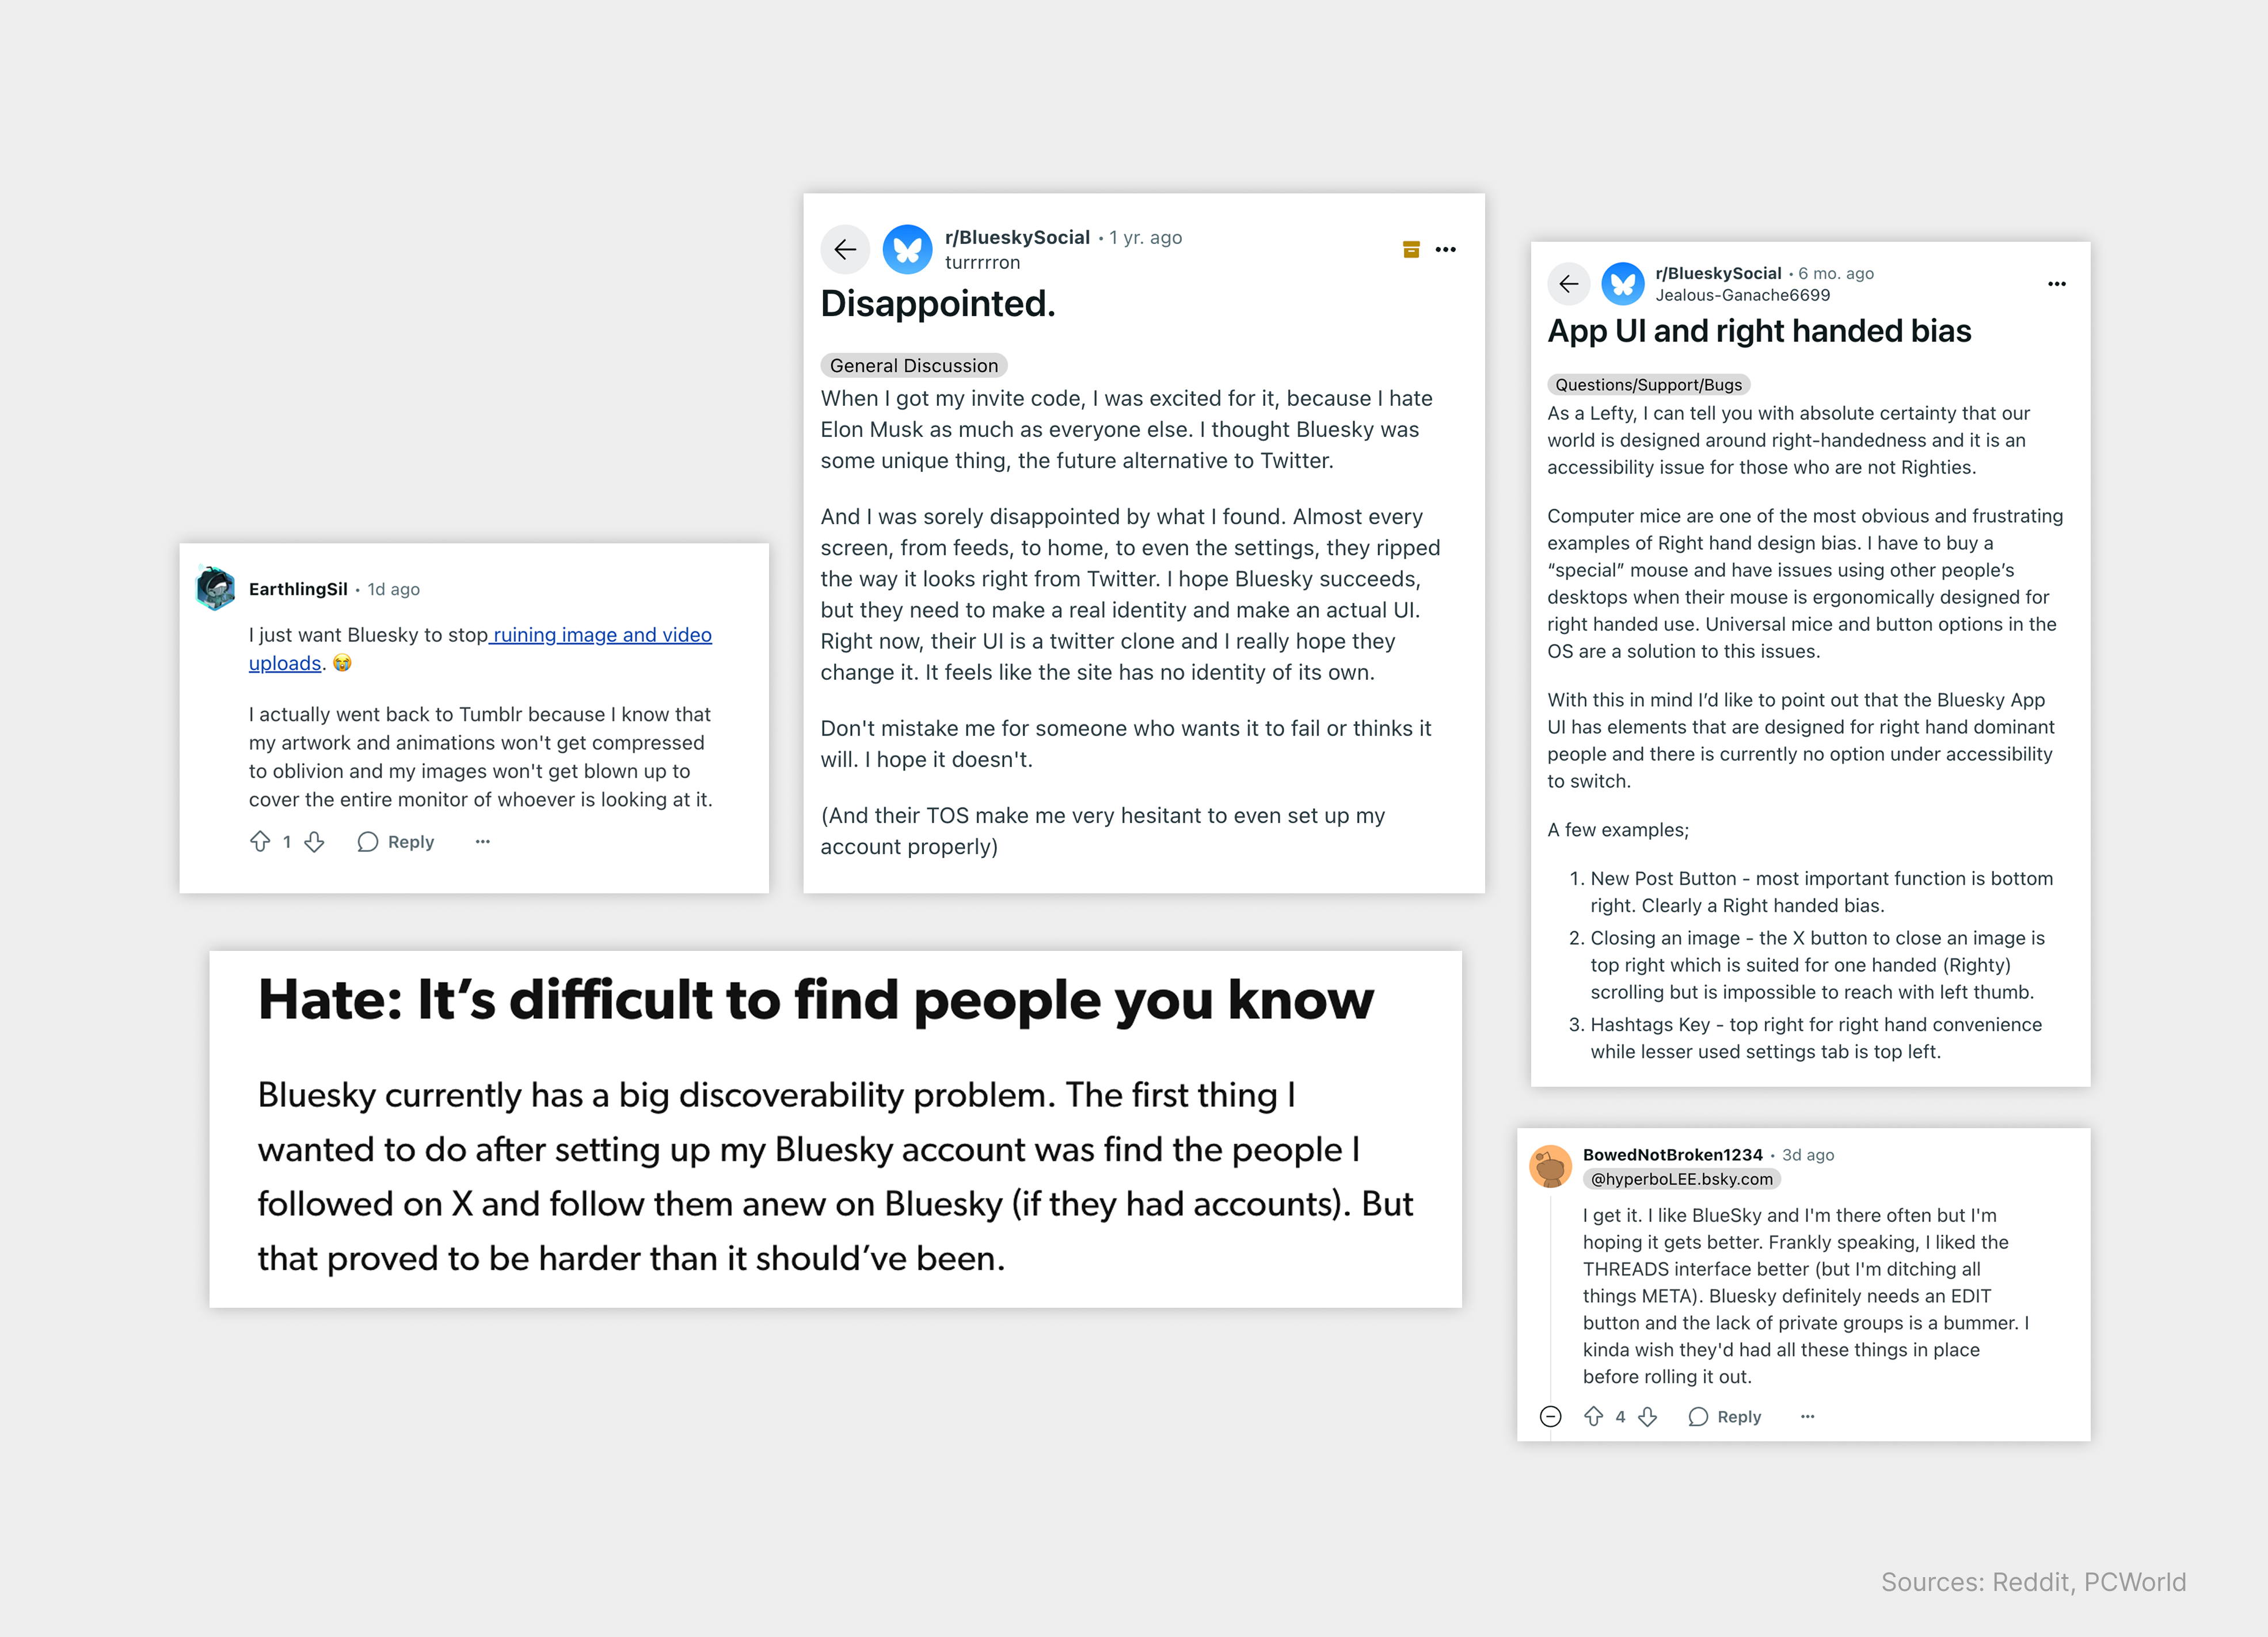 EarthlingSil • 1d ago
I just want Bluesky to stop ruining image and video
uploads. 😭
I actually went back to Tumblr because I know that
my artwork and animations won't get compressed
to oblivion and my images won't get blown up to
cover the entire monitor of whoever is looking at it.
1 Reply ...
r/BlueskySocial • 1 yr. ago
turrrrron
Disappointed.
General Discussion
When I got my invite code, I was excited for it, because I hate
Elon Musk as much as everyone else. I thought Bluesky was
some unique thing, the future alternative to Twitter.
And I was sorely disappointed by what I found. Almost every
screen, from feeds, to home, to even the settings, they ripped
the way it looks right from Twitter. I hope Bluesky succeeds,
but they need to make a real identity and make an actual UI.
Right now, their UI is a twitter clone and I really hope they
change it. It feels like the site has no identity of its own.
Don't mistake me for someone who wants it to fail or thinks it
will. I hope it doesn't.
(And their TOS make me very hesitant to even set up my
account properly)
r/BlueskySocial • 6 mo. ago
Jealous-Ganache6699
App UI and right handed bias
Questions/Support/Bugs
As a Lefty, I can tell you with absolute certainty that our
world is designed around right-handedness and it is an
accessibility issue for those who are not Righties.
Computer mice are one of the most obvious and frustrating
examples of Right hand design bias. I have to buy a
“special” mouse and have issues using other people’s
desktops when their mouse is ergonomically designed for
right handed use. Universal mice and button options in the
OS are a solution to this issues.
With this in mind I’d like to point out that the Bluesky App
UI has elements that are designed for right hand dominant
people and there is currently no option under accessibility
to switch.
A few examples;
1. New Post Button - most important function is bottom
right. Clearly a Right handed bias.
2. Closing an image - the X button to close an image is
top right which is suited for one handed (Righty)
scrolling but is impossible to reach with left thumb.
3. Hashtags Key - top right for right hand convenience
while lesser used settings tab is top left.
Hate: It’s difficult to find people you know
Bluesky currently has a big discoverability problem. The first thing I
wanted to do after setting up my Bluesky account was find the people I
followed on X and follow them anew on Bluesky (if they had accounts). But
that proved to be harder than it should’ve been.
BowedNotBroken1234 • 3d ago
@hyperboLEE.bsky.com
I get it. I like BlueSky and I'm there often but I'm
hoping it gets better. Frankly speaking, I liked the
THREADS interface better (but I'm ditching all
things META). Bluesky definitely needs an EDIT
button and the lack of private groups is a bummer. I
kinda wish they'd had all these things in place
before rolling it out.
4 Reply ...
Sources: Reddit, PCWorld